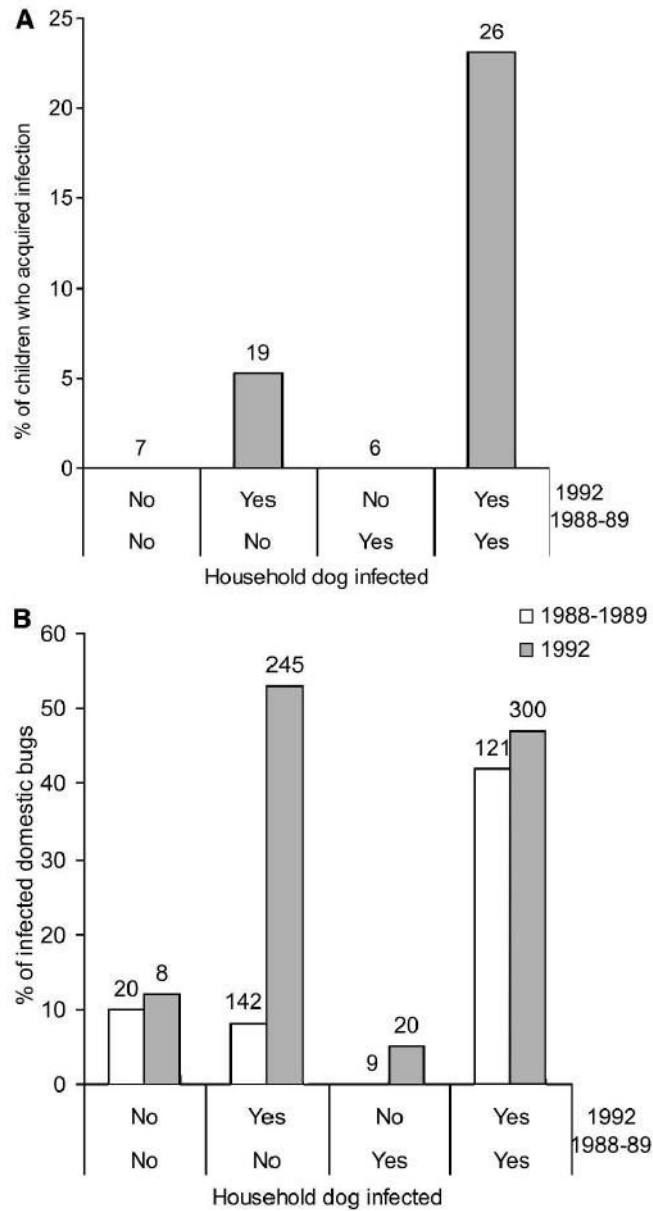 A
25
26
20
15
10
19
5
7
6
0
% of children who acquired infection
No Yes No Yes 1992
No No Yes Yes 1988-89
Household dog infected
B
1988-1989
1992
60
245
50
300
121
40
30
20
20
8
142
20
10
9
0
% of infected domestic bugs
No Yes No Yes 1992
No No Yes Yes 1988-89
Household dog infected